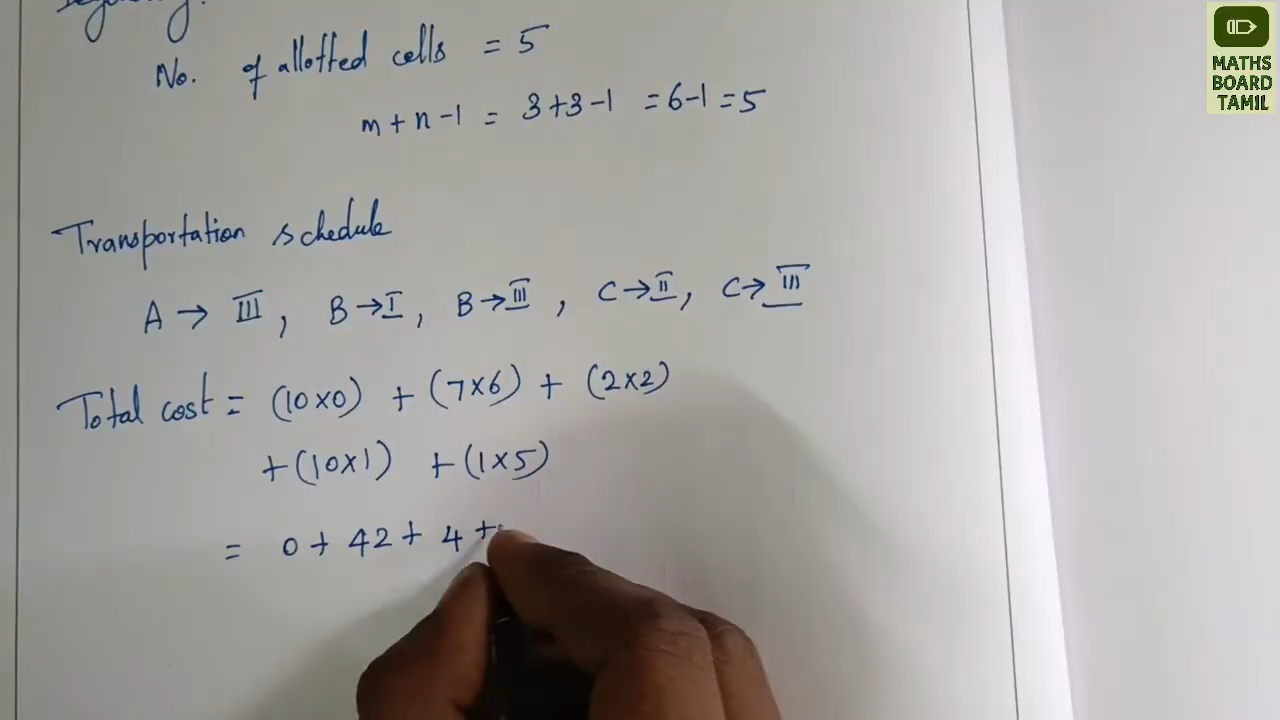 No. of allotted cells = 5
m + n - 1 = 3 + 3 - 1 = 6 - 1 = 5
Transportation schedule
A → III, B → I, B → III, C → II, C → III
Total cost = (10 × 0) + (7 × 6) + (2 × 2)
+ (10 × 1) + (1 × 5)
= 0 + 42 + 4 +
MATHS
BOARD
TAMIL